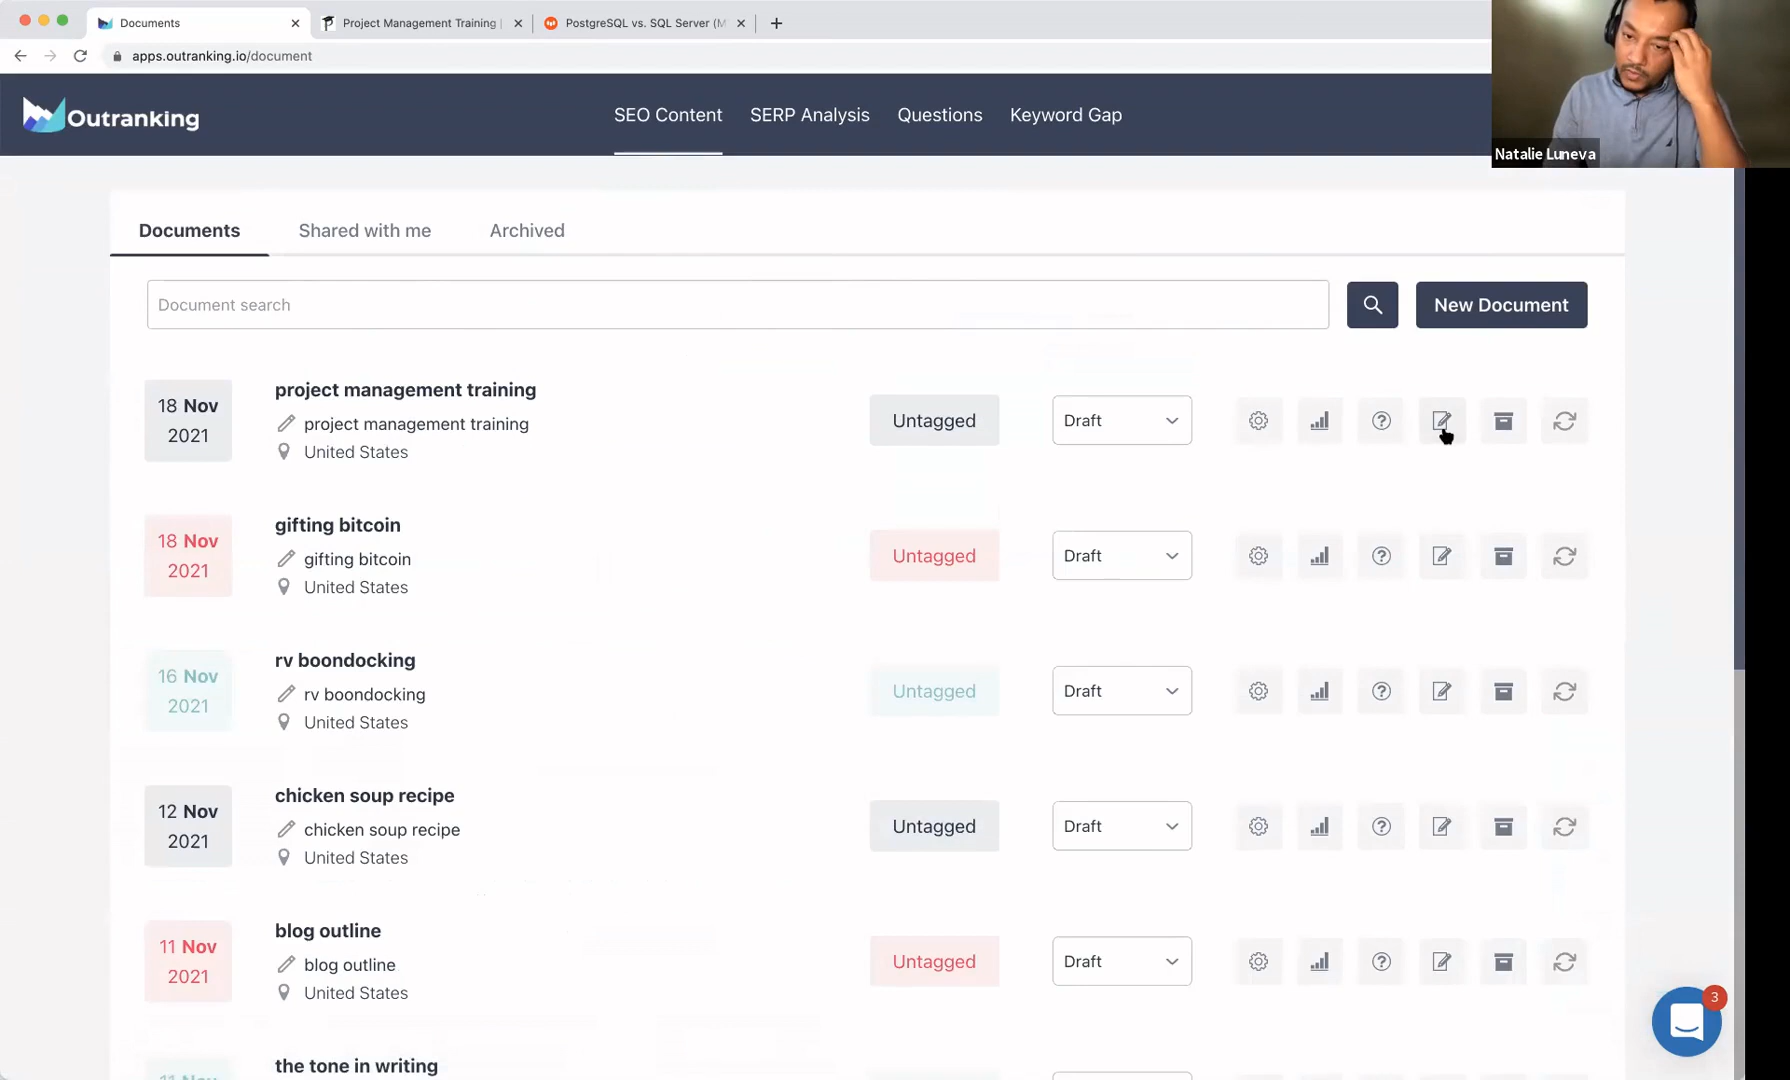 Documents
Project Management Training |
PostgreSQL vs. SQL Server (M
apps.outranking.io/document
Outranking
SEO Content
SERP Analysis
Questions
Keyword Gap
Natalie Luneva
Documents
Shared with me
Archived
Document search
New Document
18 Nov
2021
project management training
project management training
United States
Untagged
Draft
18 Nov
2021
gifting bitcoin
gifting bitcoin
United States
Untagged
Draft
16 Nov
2021
rv boondocking
rv boondocking
United States
Untagged
Draft
12 Nov
2021
chicken soup recipe
chicken soup recipe
United States
Untagged
Draft
11 Nov
2021
blog outline
blog outline
United States
Untagged
Draft
3
11 Nov
the tone in writing